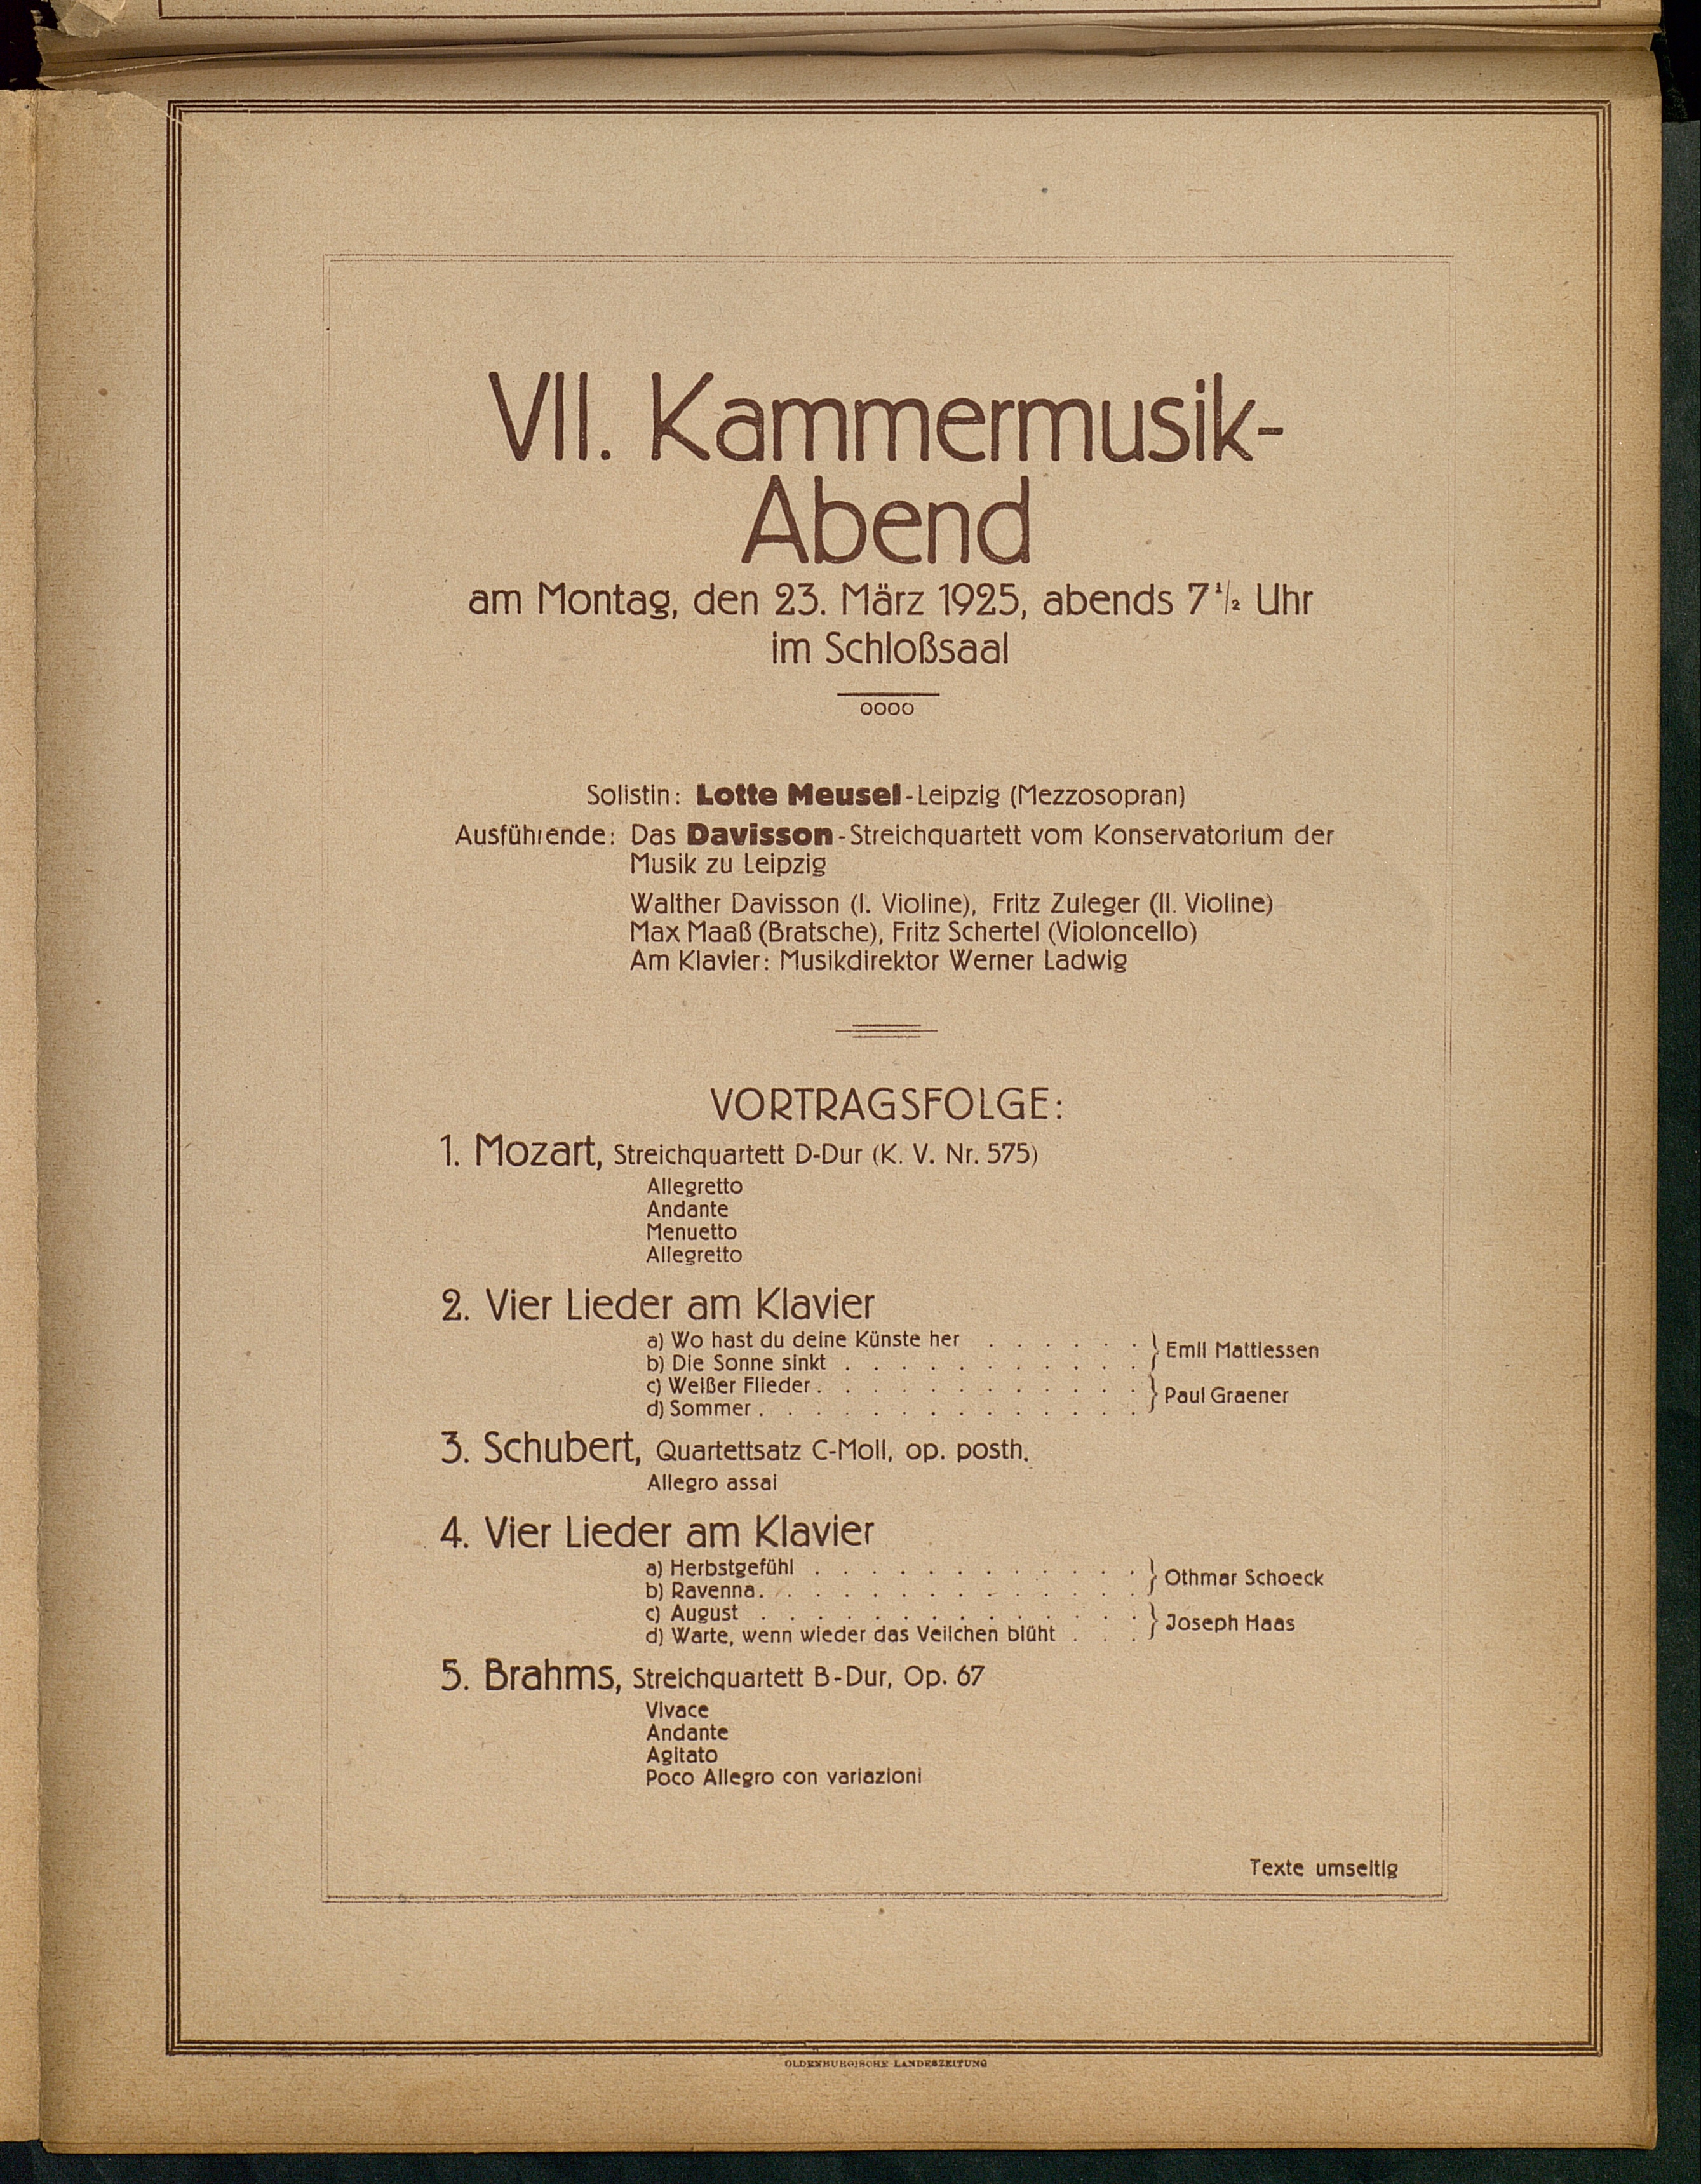 VII. Kammermusik-
Abend
am Montag, den 23. März 1925, abends 7 1/2 Uhr
im Schloßsaal
Solistin: Lotte Meusel-Leipzig (Mezzosopran)
Ausführende: Das Davisson-Streichquartett vom Konservatorium der
Musik zu Leipzig
Walther Davisson (I. Violine), Fritz Zuleger (II. Violine)
Max Maaß (Bratsche), Fritz Schertel (Violoncello)
Am Klavier: Musikdirektor Werner Ladwig
VORTRAGSFOLGE:
1. Mozart, Streichquartett D-Dur (K. V. Nr. 575)
Allegretto
Andante
Menuetto
Allegretto
2. Vier Lieder am Klavier
a) Wo hast du deine Künste her . . . . . . } Emil Mattiessen
b) Die Sonne sinkt . . . . . . . . . . .
c) Weißer Flieder . . . . . . . . . . . . } Paul Graener
d) Sommer . . . . . . . . . . . . . .
3. Schubert, Quartettsatz C-Moll, op. posth.
Allegro assai
4. Vier Lieder am Klavier
a) Herbstgefühl . . . . . . . . . . . . } Othmar Schoeck
b) Ravenna . . . . . . . . . . . . . .
c) August . . . . . . . . . . . . . . } Joseph Haas
d) Warte, wenn wieder das Veilchen blüht . . .
5. Brahms, Streichquartett B-Dur, Op. 67
Vivace
Andante
Agitato
Poco Allegro con variazioni
Texte umseitig
OLDENBURGISCHE LANDESZEITUNG